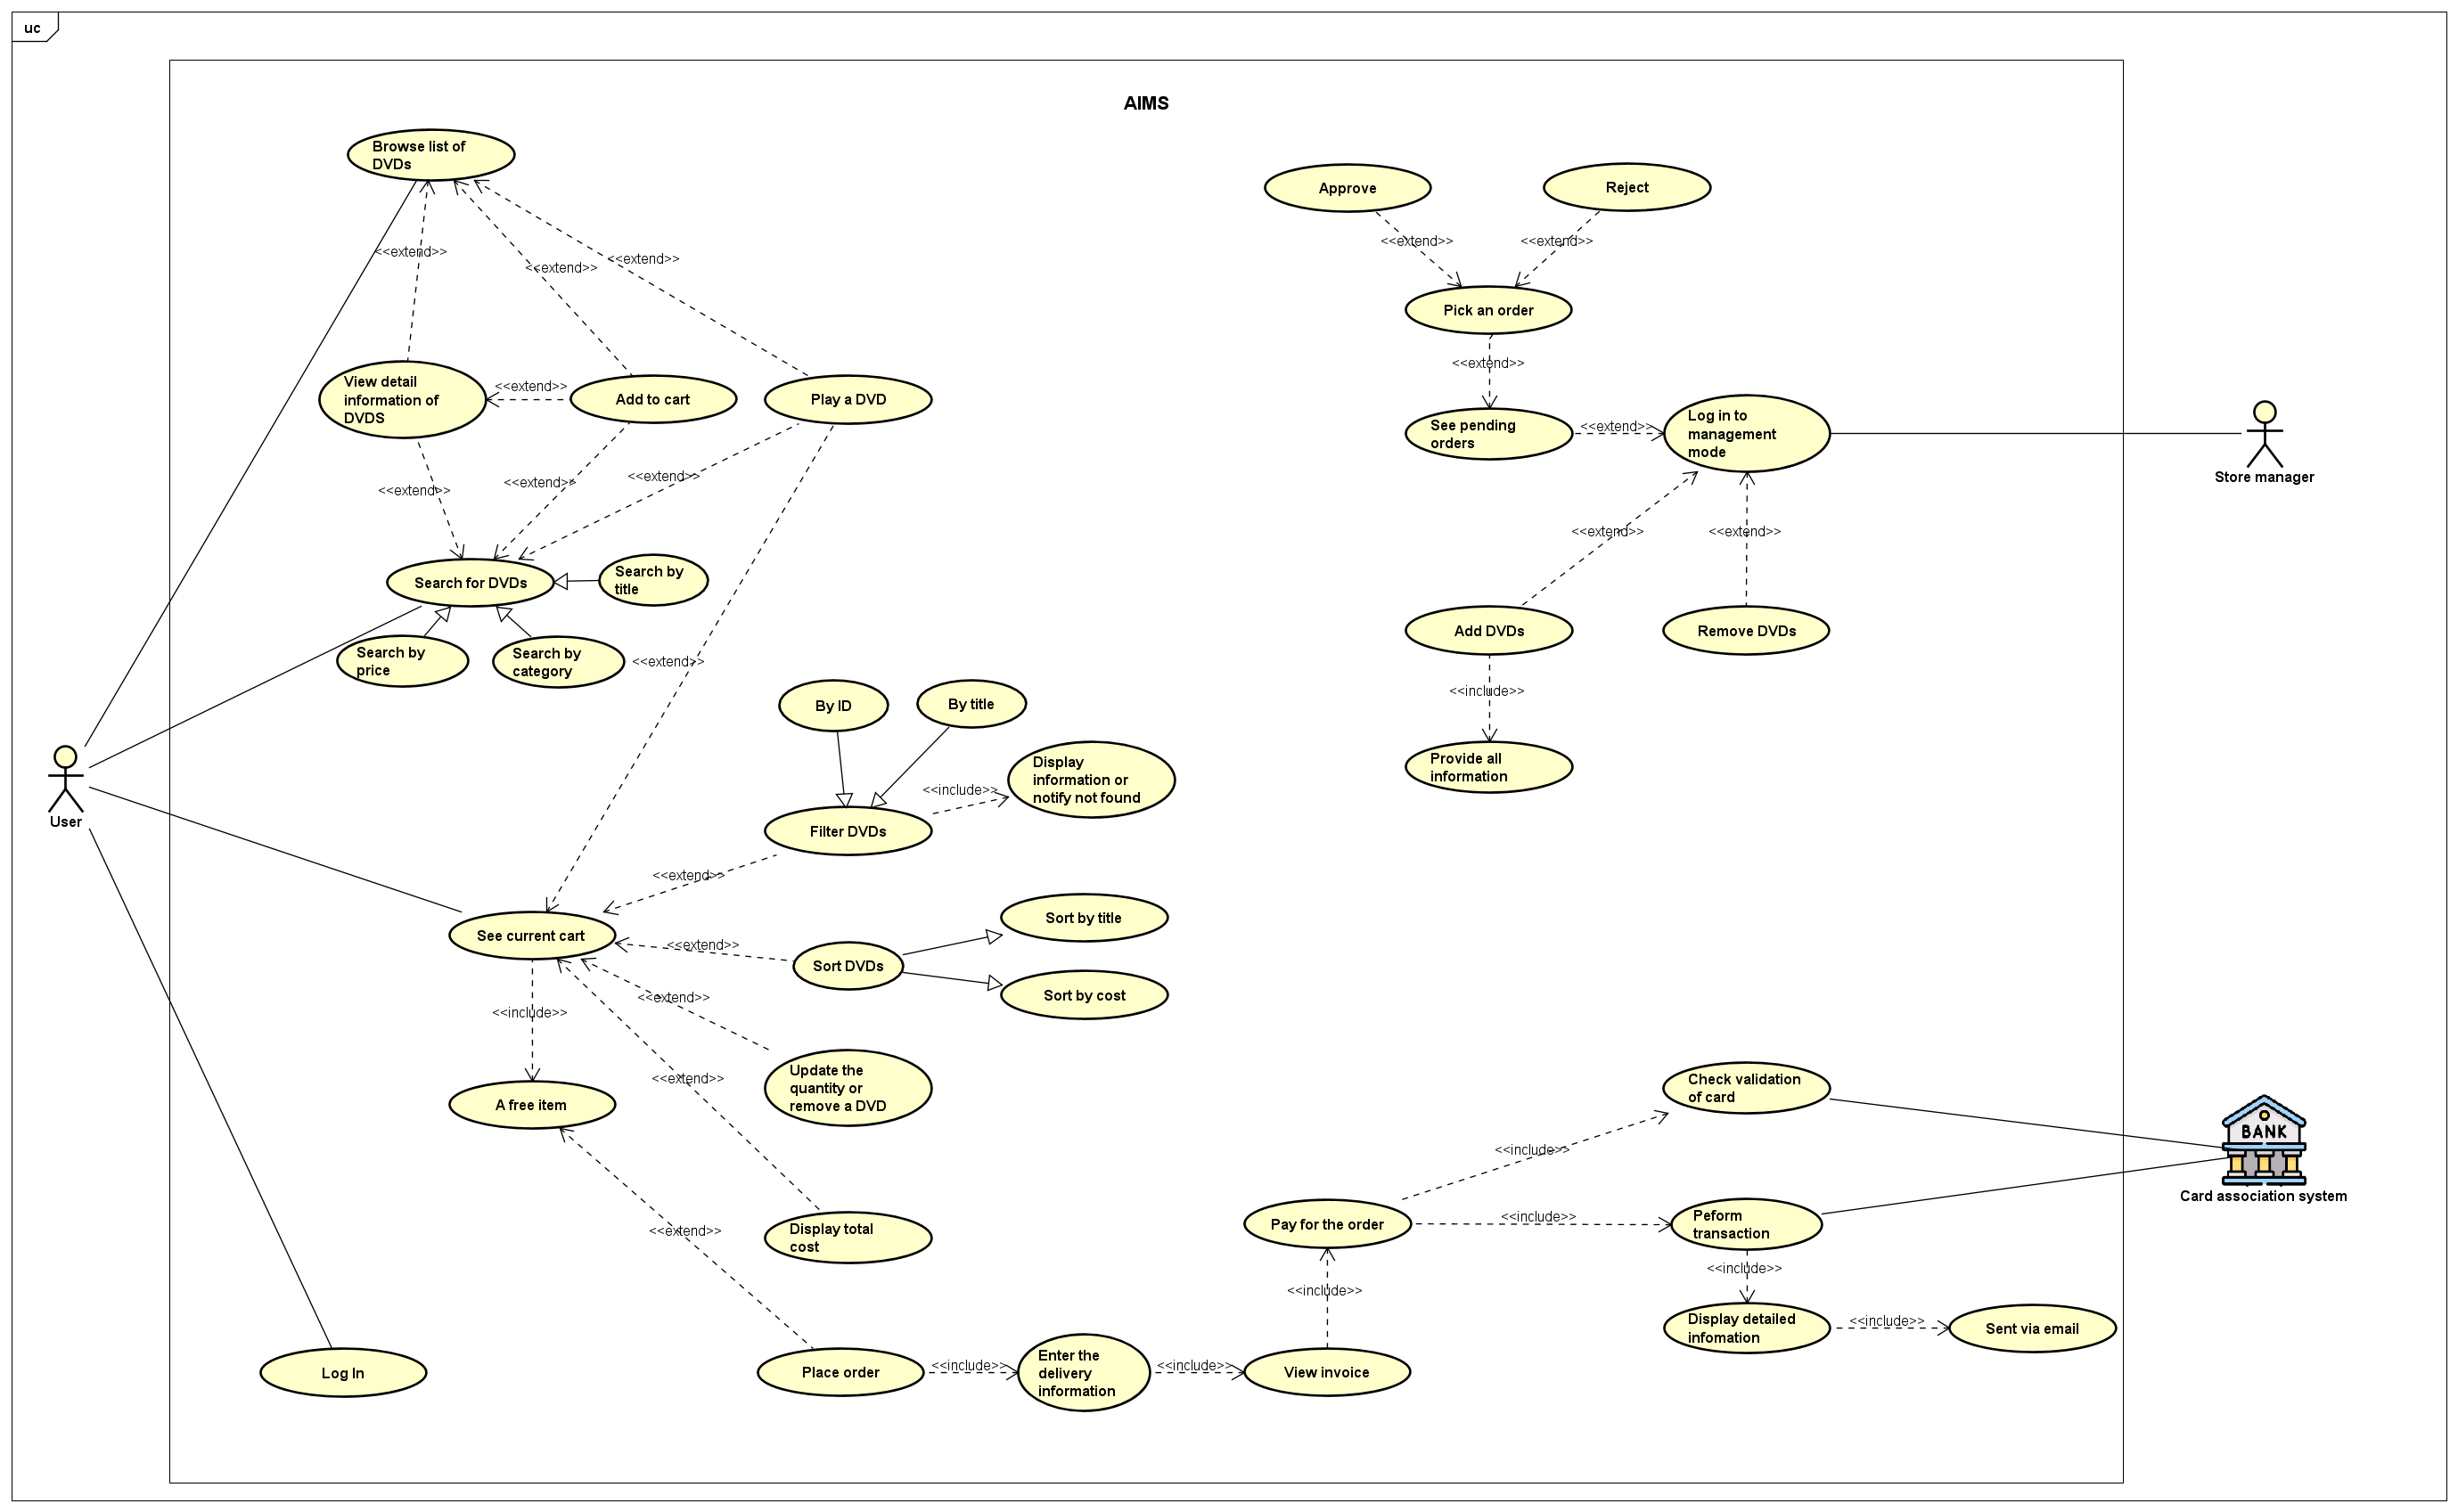 uc
AIMS
Browse list of
DVDs
Approve
Reject
<<extend>>
<<extend>>
<<extend>>
<<extend>>
<<extend>>
Pick an order
<<extend>>
View detail
information of
DVDS
<<extend>>
Add to cart
Play a DVD
See pending
orders
<<extend>>
Log in to
management
mode
Store manager
<<extend>>
<<extend>>
<<extend>>
<<extend>>
<<extend>>
Search for DVDs
Search by
title
Search by
price
Search by
category
<<extend>>
Add DVDs
Remove DVDs
<<include>>
By ID
By title
Display
information or
notify not found
<<include>>
Provide all
information
User
Filter DVDs
<<extend>>
See current cart
<<extend>>
Sort DVDs
Sort by title
Sort by cost
<<include>>
<<extend>>
<<extend>>
A free item
Update the
quantity or
remove a DVD
Check validation
of card
BANK
Card association system
<<include>>
<<extend>>
Display total
cost
Pay for the order
<<include>>
Peform
transaction
<<include>>
<<include>>
Display detailed
infomation
<<include>>
Sent via email
Log In
Place order
<<include>>
Enter the
delivery
information
<<include>>
View invoice